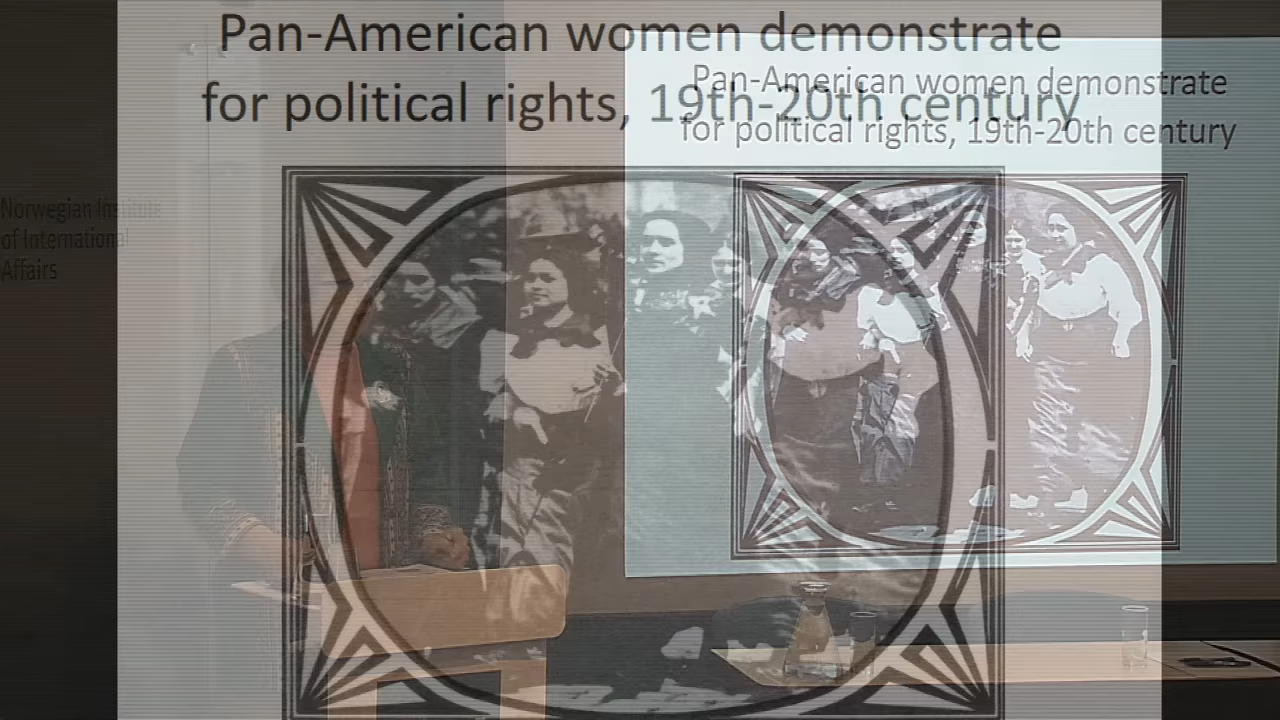 Pan-American women demonstrate
for political rights, 19th-20th century
Pan-American women demonstrate
for political rights, 19th-20th century
Norwegian Institute
of International
Affairs